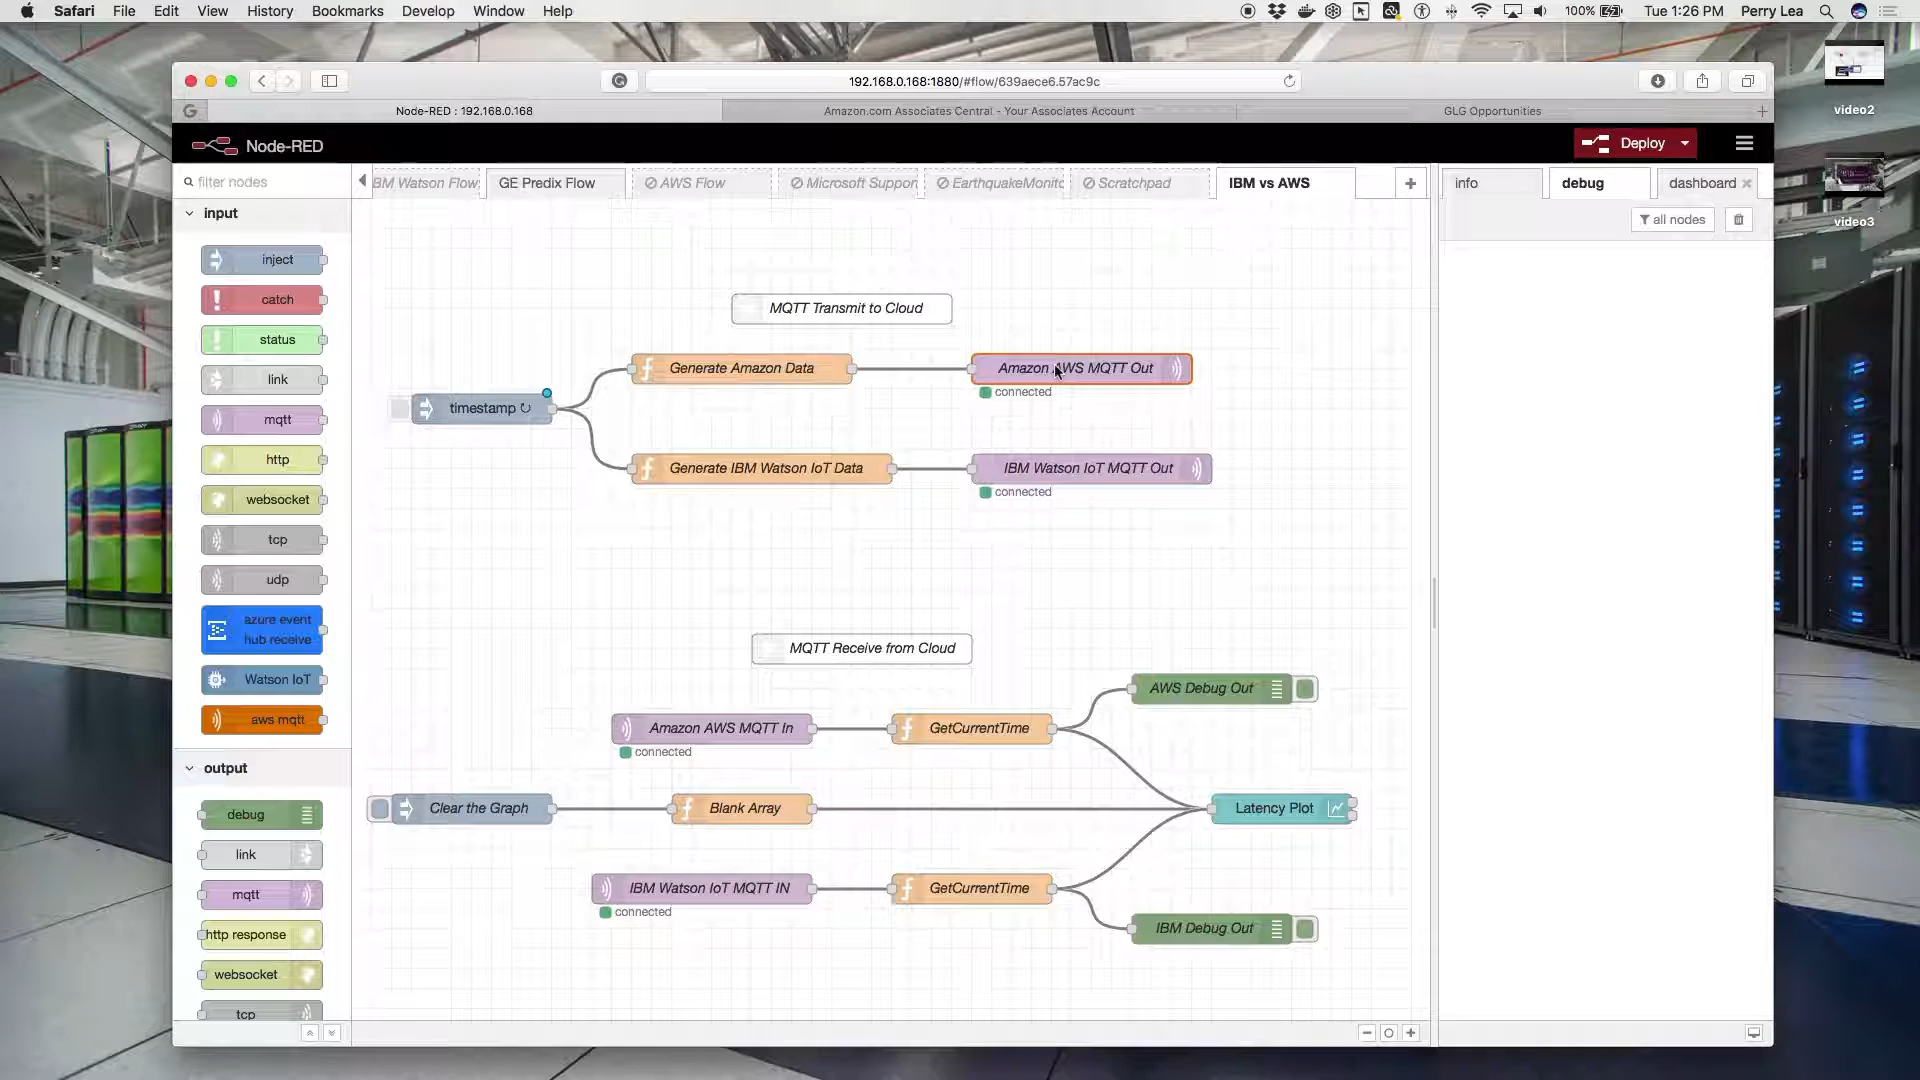 Safari File Edit View History Bookmarks Develop Window Help
100% Tue 1:26 PM Perry Lea
192.168.0.168:1880/#flow/639aece6.57ac9c
Node-RED : 192.168.0.168
Amazon.com Associates Central - Your Associates Account
GLG Opportunities
video2
video3
Node-RED
Deploy
filter nodes
BM Watson Flow
GE Predix Flow
AWS Flow
Microsoft Suppor
EarthquakeMonito
Scratchpad
IBM vs AWS
info
debug
dashboard
all nodes
input
inject
catch
status
link
mqtt
http
websocket
tcp
udp
azure event
hub receive
Watson IoT
aws mqtt
output
debug
link
mqtt
http response
websocket
tcp
MQTT Transmit to Cloud
Generate Amazon Data
Amazon AWS MQTT Out
connected
timestamp ↻
Generate IBM Watson IoT Data
IBM Watson IoT MQTT Out
connected
MQTT Receive from Cloud
AWS Debug Out
Amazon AWS MQTT In
GetCurrentTime
connected
Clear the Graph
Blank Array
Latency Plot
IBM Watson IoT MQTT IN
GetCurrentTime
connected
IBM Debug Out